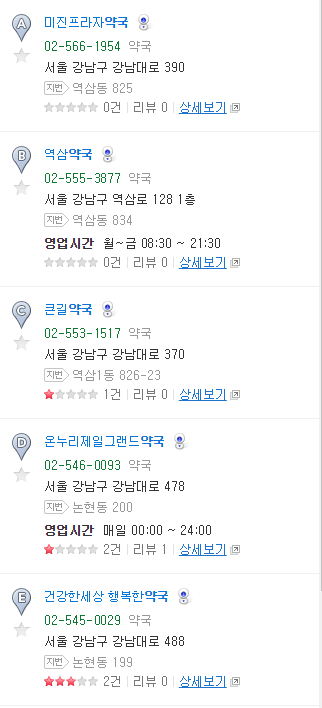 A 미진프라자약국
02-566-1954 약국
서울 강남구 강남대로 390
지번 역삼동 825
0건 리뷰 0 상세보기
B 역삼약국
02-555-3877 약국
서울 강남구 역삼로 128 1층
지번 역삼동 834
영업시간 월~금 08:30 ~ 21:30
0건 리뷰 0 상세보기
C 큰길약국
02-553-1517 약국
서울 강남구 강남대로 370
지번 역삼1동 826-23
1건 리뷰 0 상세보기
D 온누리제일그랜드약국
02-546-0093 약국
서울 강남구 강남대로 478
지번 논현동 200
영업시간 매일 00:00 ~ 24:00
2건 리뷰 1 상세보기
E 건강한세상 행복한약국
02-545-0029 약국
서울 강남구 강남대로 488
지번 논현동 199
2건 리뷰 0 상세보기